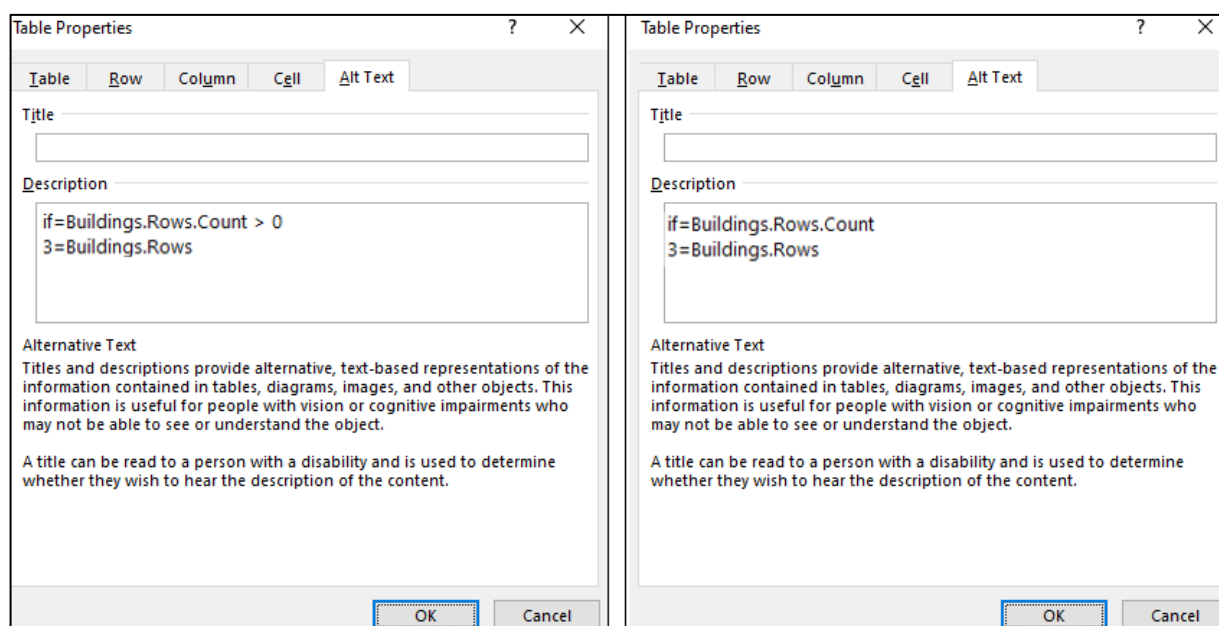 Table Properties ? ×
Table Row Column Cell Alt Text
Title
Description
if=Buildings.Rows.Count > 0
3=Buildings.Rows
Alternative Text
Titles and descriptions provide alternative, text-based representations of the
information contained in tables, diagrams, images, and other objects. This
information is useful for people with vision or cognitive impairments who
may not be able to see or understand the object.
A title can be read to a person with a disability and is used to determine
whether they wish to hear the description of the content.
OK Cancel
Table Properties ? ×
Table Row Column Cell Alt Text
Title
Description
if=Buildings.Rows.Count
3=Buildings.Rows
Alternative Text
Titles and descriptions provide alternative, text-based representations of the
information contained in tables, diagrams, images, and other objects. This
information is useful for people with vision or cognitive impairments who
may not be able to see or understand the object.
A title can be read to a person with a disability and is used to determine
whether they wish to hear the description of the content.
OK Cancel